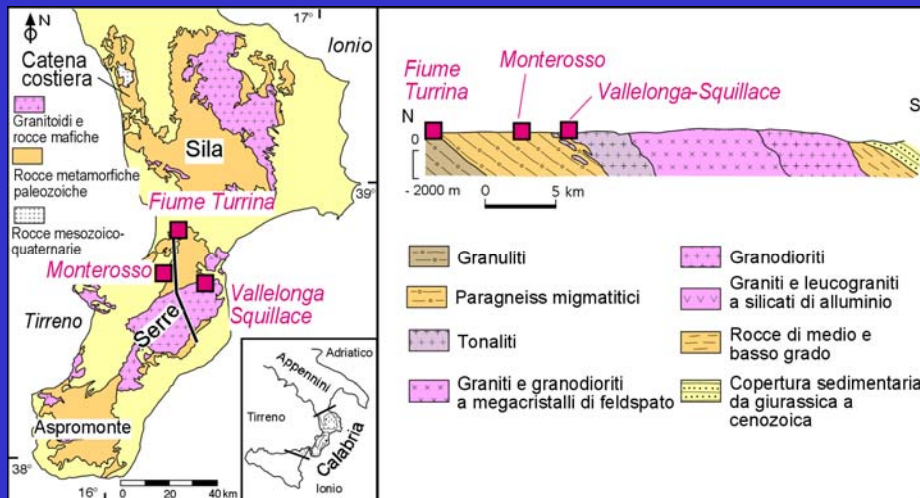 N
17°
Ionio
Catena
costiera
Granitoidi e
rocce mafiche
Sila
Rocce metamorfiche
paleozoiche
39°
Fiume Turrina
Rocce mesozoico-
quaternarie
Monterosso
Vallelonga
Squillace
Tirreno
Serre
Adriatico
Appennini
Tirreno
Calabria
Ionio
Aspromonte
38°
16°
0 20 40 km
Fiume
Turrina
Monterosso
Vallelonga-Squillace
N
S
0
- 2000 m
0 5 km
Granuliti
Paragneiss migmatitici
Tonaliti
Graniti e granodioriti
a megacristalli di feldspato
Granodioriti
Graniti e leucograniti
a silicati di alluminio
Rocce di medio e
basso grado
Copertura sedimentaria
da giurassica a
cenozoica